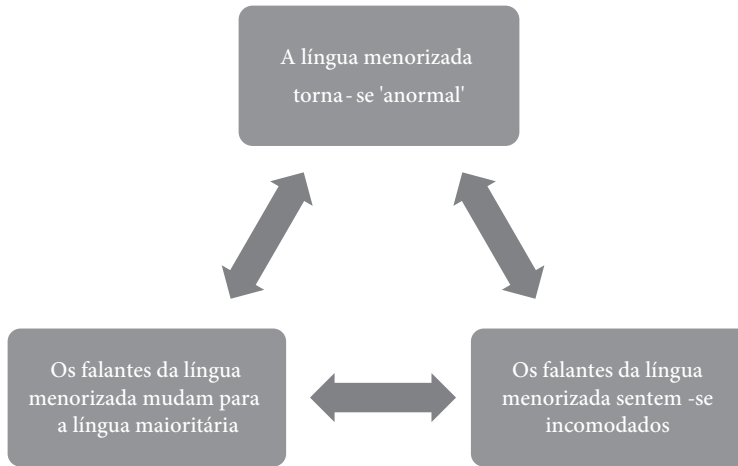 A língua menorizada
torna-se 'anormal'
Os falantes da língua
menorizada mudam para
a língua maioritária
Os falantes da língua
menorizada sentem -se
incomodados